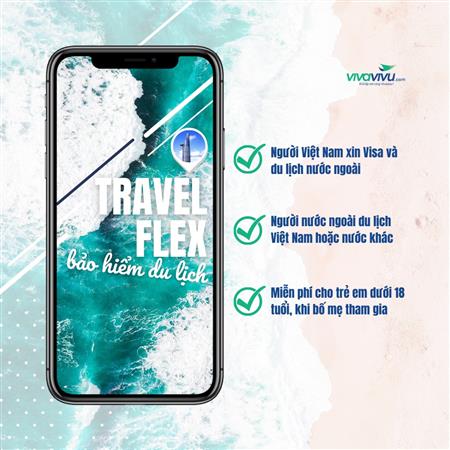 vivavivu.com
TRAVEL
FLEX
bảo hiểm du lịch
Người Việt Nam xin Visa và
du lịch nước ngoài
Người nước ngoài du lịch
Việt Nam hoặc nước khác
Miễn phí cho trẻ em dưới 18
tuổi, khi bố mẹ tham gia